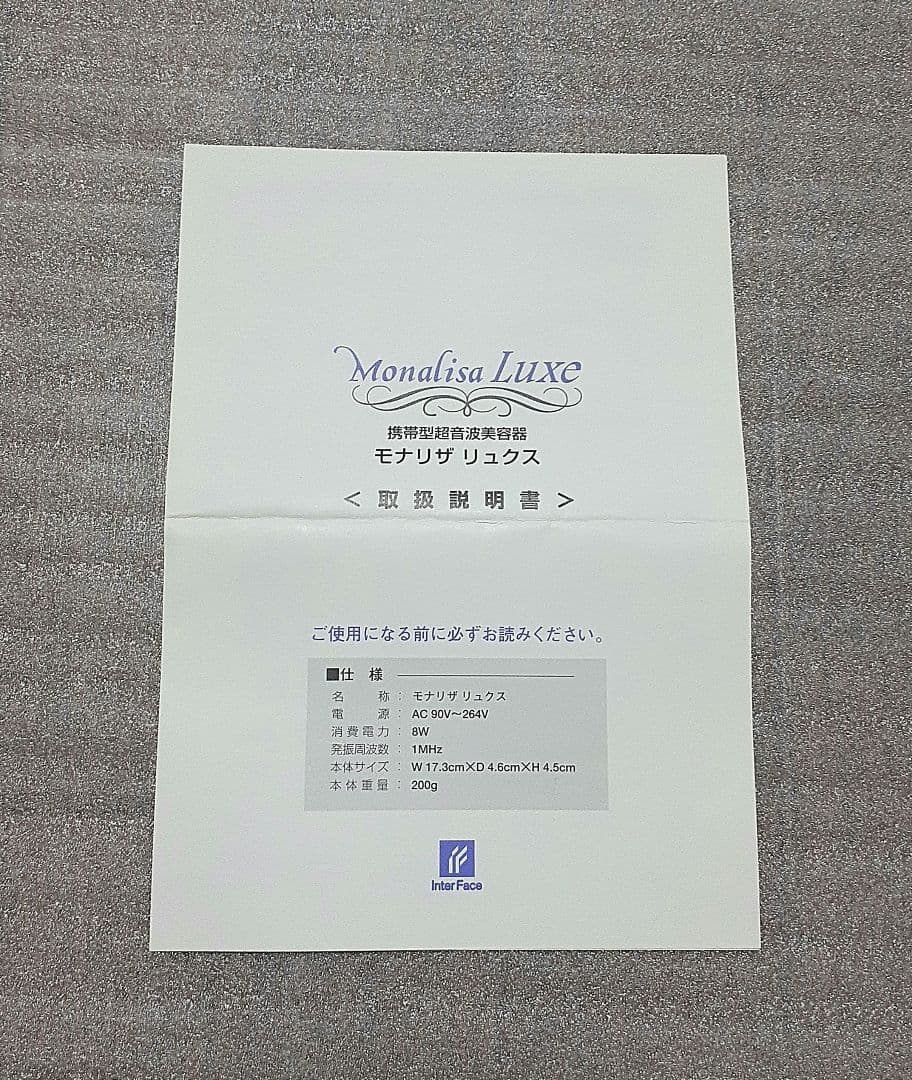 Monalisa Luxe
携帯型超音波美容器
モナリザ リュクス
＜取扱説明書＞
ご使用になる前に必ずお読みください。
■仕 様
名 称 : モナリザ リュクス
電 源 : AC 90V～264V
消費電力 : 8W
発振周波数 : 1MHz
本体サイズ : W 17.3cm×D 4.6cm×H 4.5cm
本体重量 : 200g
InterFace